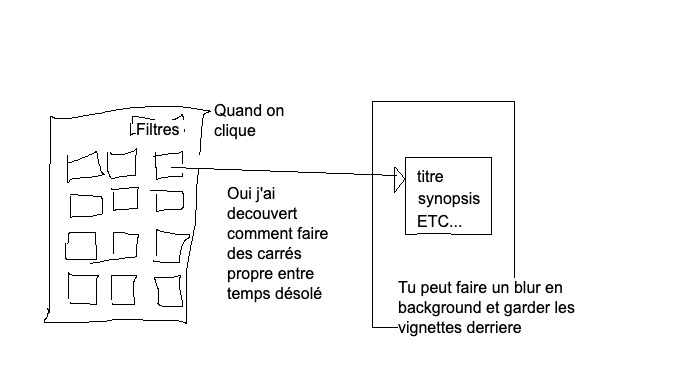 Filtres
Quand on
clique
Oui j'ai
decouvert
comment faire
des carrés
propre entre
temps désolé
titre
synopsis
ETC...
Tu peut faire un blur en
background et garder les
vignettes derriere